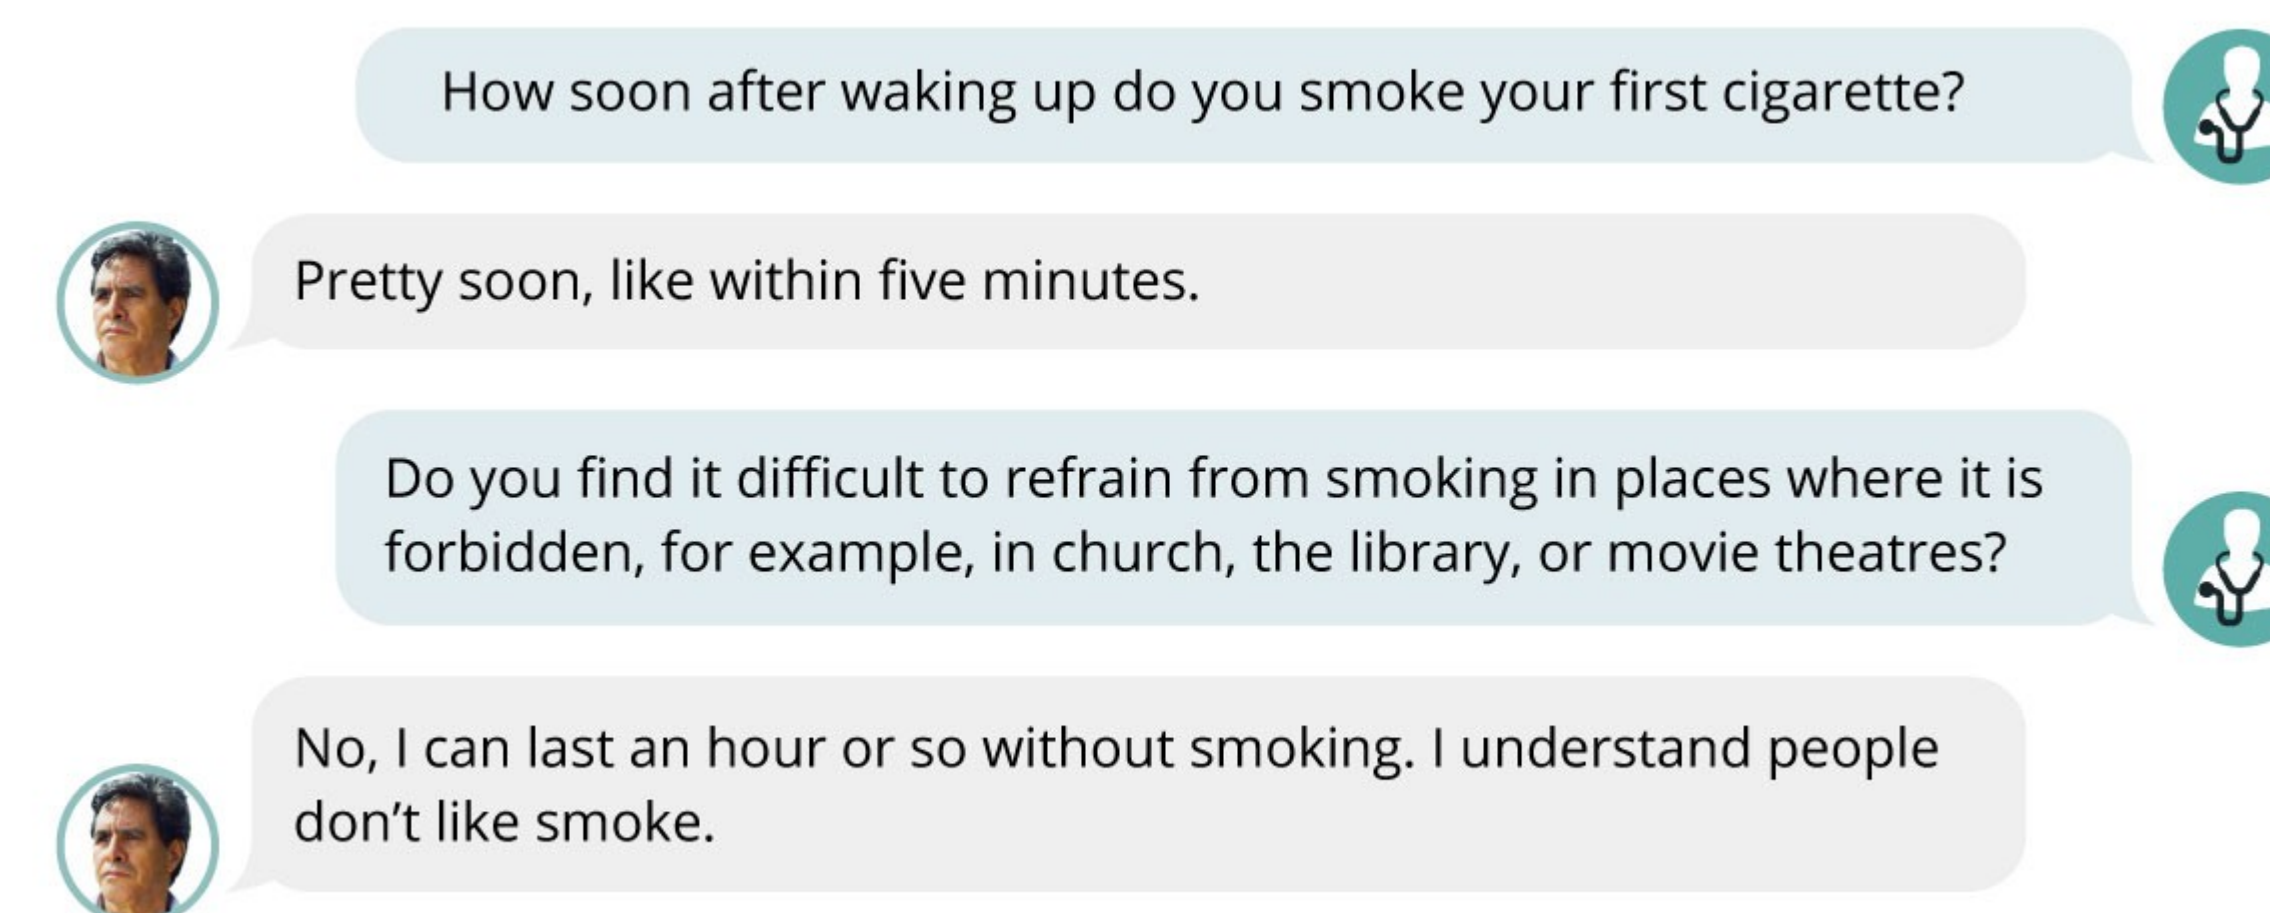 How soon after waking up do you smoke your first cigarette?
Pretty soon, like within five minutes.
Do you find it difficult to refrain from smoking in places where it is
forbidden, for example, in church, the library, or movie theatres?
No, I can last an hour or so without smoking. I understand people
don’t like smoke.